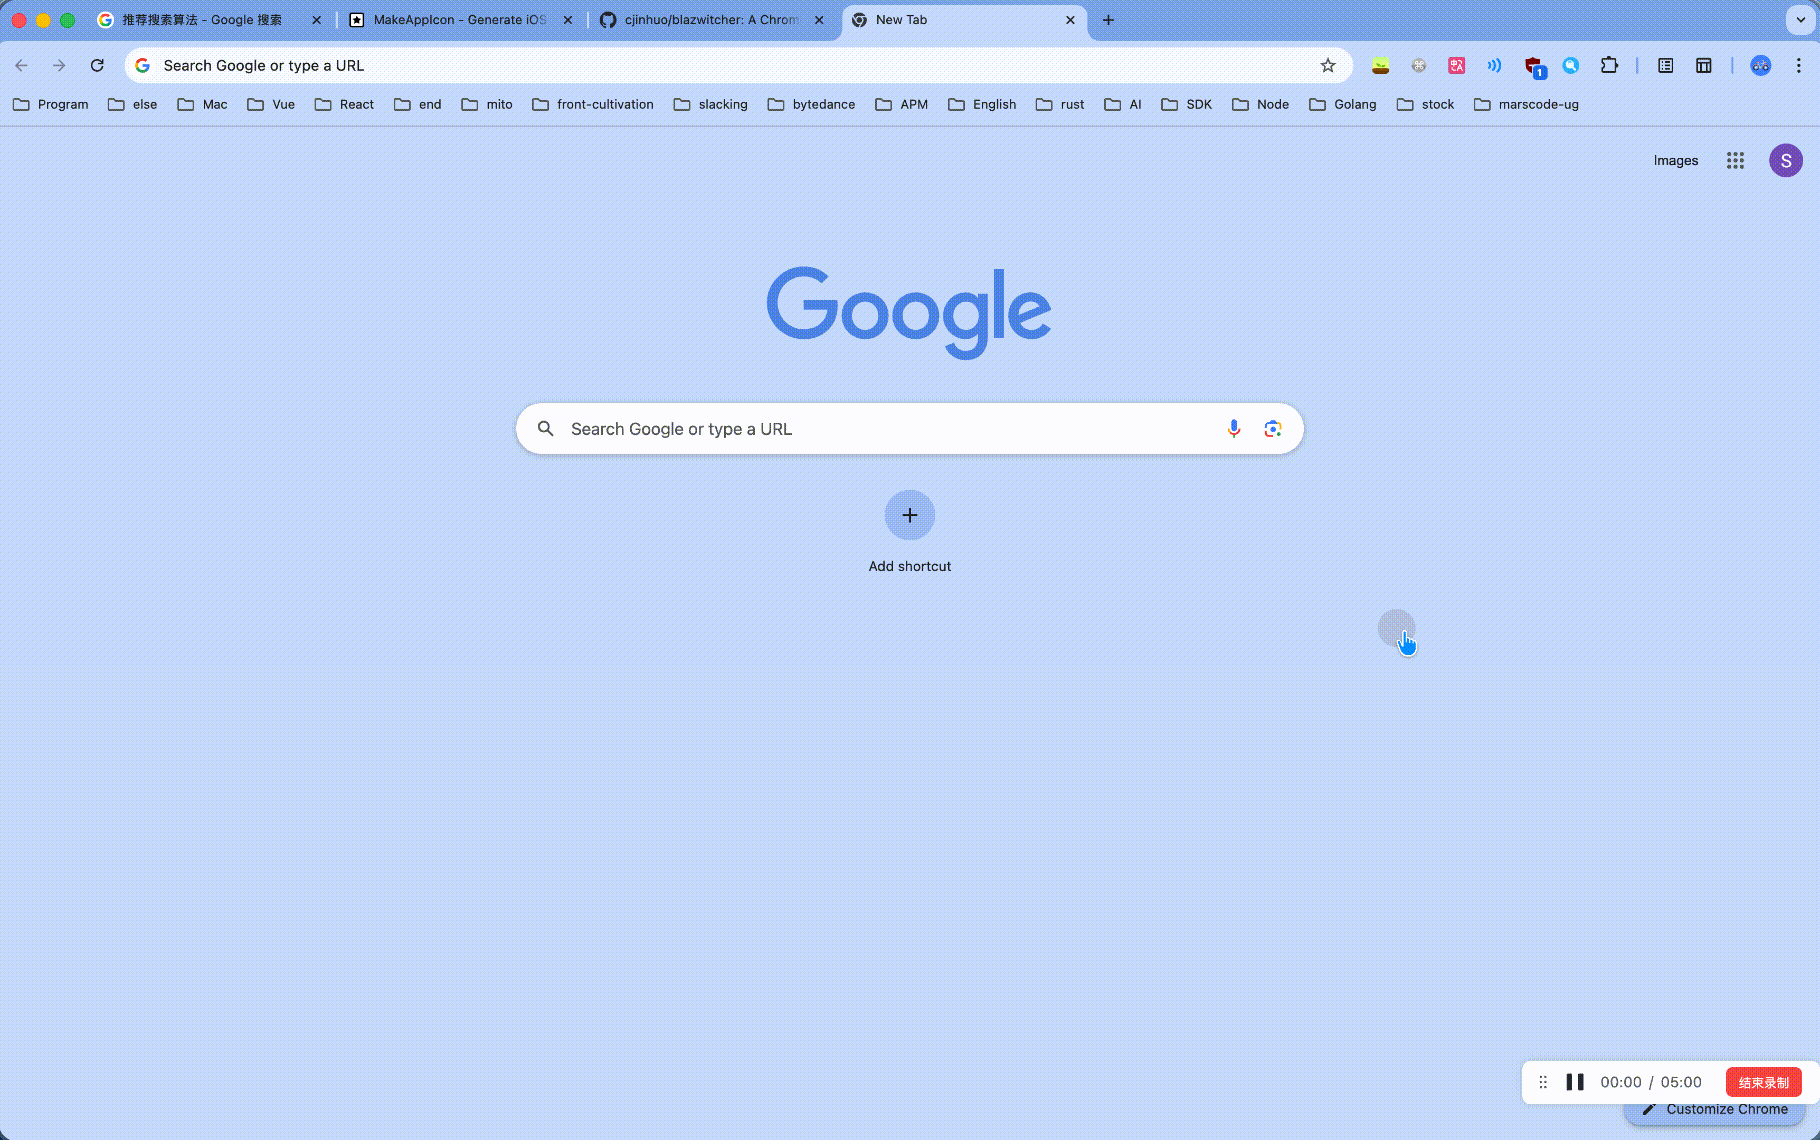 推荐搜索算法 - Google 搜索
MakeAppIcon - Generate iOS
cjinhuo/blazwitcher: A Chrom
New Tab
Search Google or type a URL
1
Program
else
Mac
Vue
React
end
mito
front-cultivation
slacking
bytedance
APM
English
rust
AI
SDK
Node
Golang
stock
marscode-ug
Images
S
Google
Search Google or type a URL
Add shortcut
00:00 / 05:00
结束录制
Customize Chrome